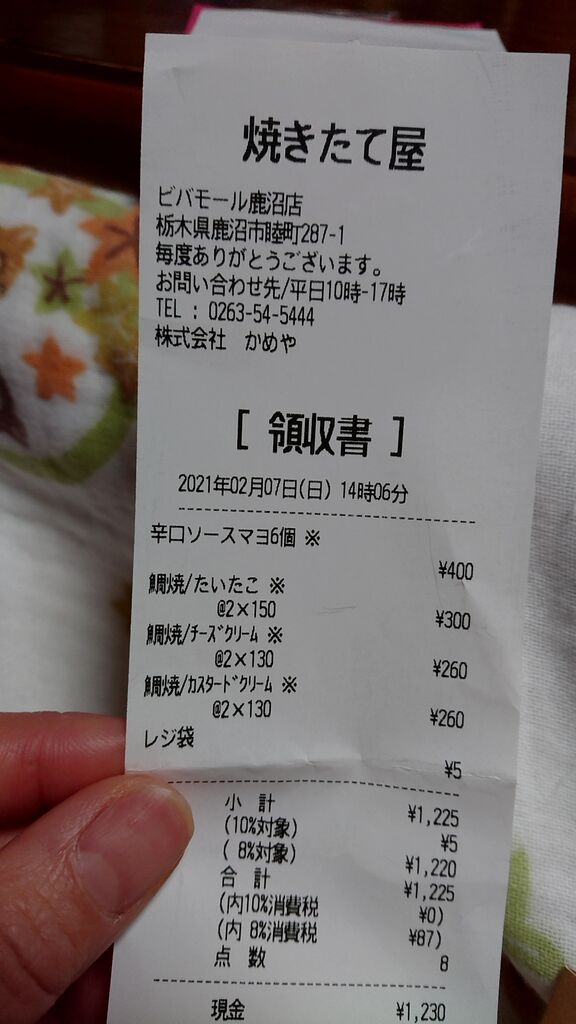 焼きたて屋
ビバモール鹿沼店
栃木県鹿沼市睦町287-1
毎度ありがとうございます。
お問い合わせ先/平日10時-17時
TEL : 0263-54-5444
株式会社 かめや
[ 領収書 ]
2021年02月07日(日) 14時06分
辛口ソースマヨ6個 ※
¥400
鯛焼/たいたこ ※
@2×150 ¥300
鯛焼/ﾁｰｽﾞｸﾘｰﾑ ※
@2×130 ¥260
鯛焼/ｶｽﾀｰﾄﾞｸﾘｰﾑ ※
@2×130 ¥260
レジ袋
¥5
小 計 ¥1,225
(10%対象) ¥5
( 8%対象) ¥1,220
合 計 ¥1,225
(内10%消費税 ¥0)
(内 8%消費税 ¥87)
点 数 8
現金 ¥1,230